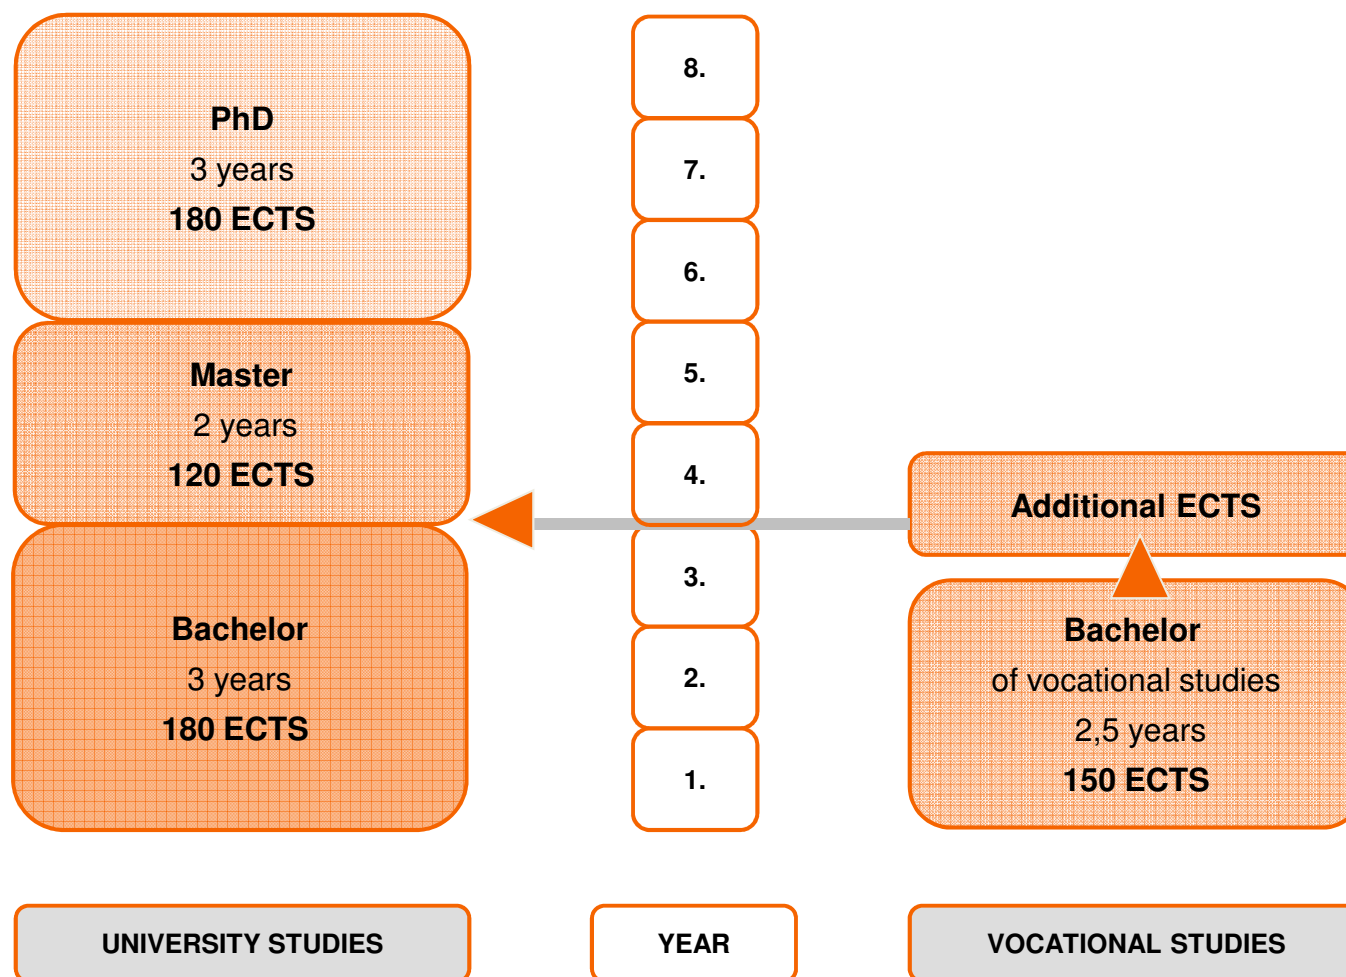 PhD
3 years
180 ECTS
Master
2 years
120 ECTS
Bachelor
3 years
180 ECTS
8.
7.
6.
5.
4.
3.
2.
1.
Additional ECTS
Bachelor
of vocational studies
2,5 years
150 ECTS
UNIVERSITY STUDIES
YEAR
VOCATIONAL STUDIES